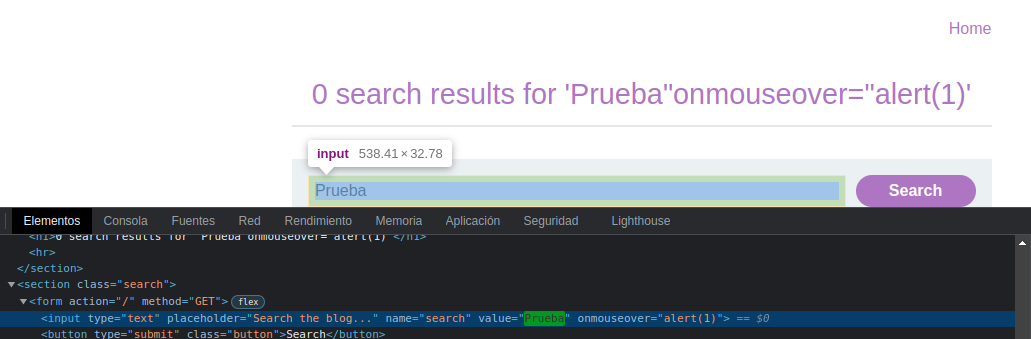 Home
0 search results for 'Prueba"onmouseover="alert(1)'
input 538.41 × 32.78
Prueba
Search
Elementos Consola Fuentes Red Rendimiento Memoria Aplicación Seguridad Lighthouse
<h1>0 search results for 'Prueba"onmouseover="alert(1)'</h1>
<hr>
</section>
<section class="search">
<form action="/" method="GET"> flex
<input type="text" placeholder="Search the blog..." name="search" value="Prueba" onmouseover="alert(1)"> == $0
<button type="submit" class="button">Search</button>